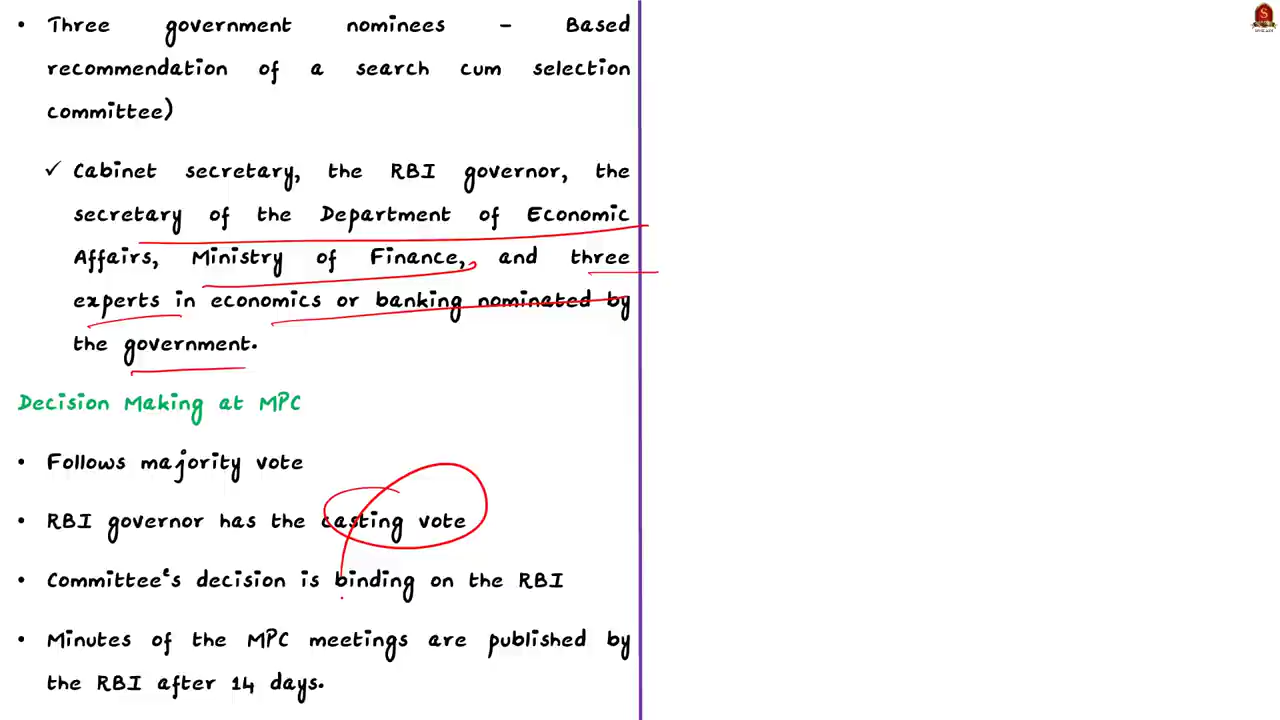 • Three government nominees - Based
recommendation of a search cum selection
committee)
✓ Cabinet secretary, the RBI governor, the
secretary of the Department of Economic
Affairs, Ministry of Finance, and three
experts in economics or banking nominated by
the government.
Decision Making at MPC
• Follows majority vote
• RBI governor has the casting vote
• Committee's decision is binding on the RBI
• Minutes of the MPC meetings are published by
the RBI after 14 days.